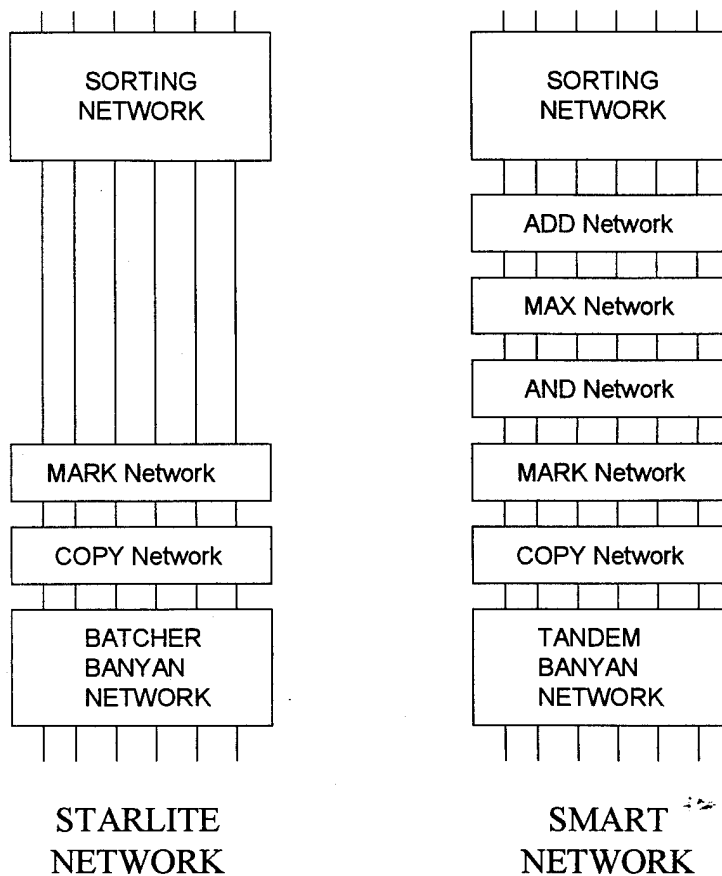 SORTING
NETWORK
MARK Network
COPY Network
BATCHER
BANYAN
NETWORK
STARLITE
NETWORK
SORTING
NETWORK
ADD Network
MAX Network
AND Network
MARK Network
COPY Network
TANDEM
BANYAN
NETWORK
SMART
NETWORK